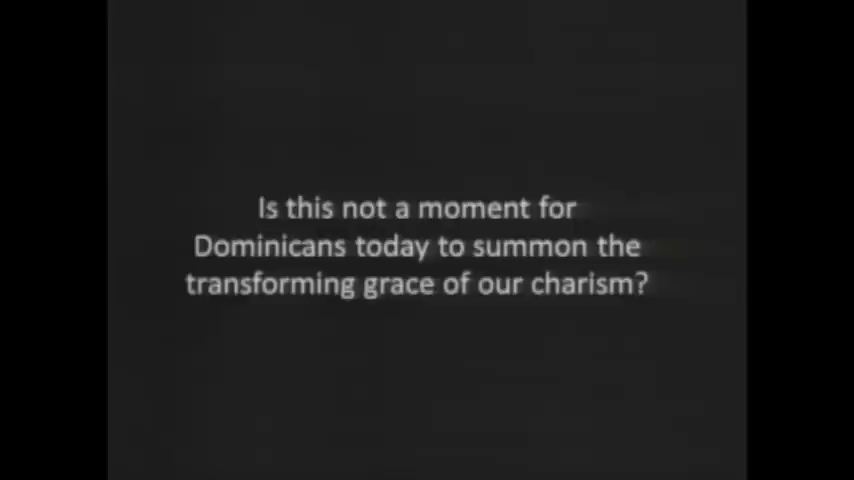 Is this not a moment for
Dominicans today to summon the
transforming grace of our charism?